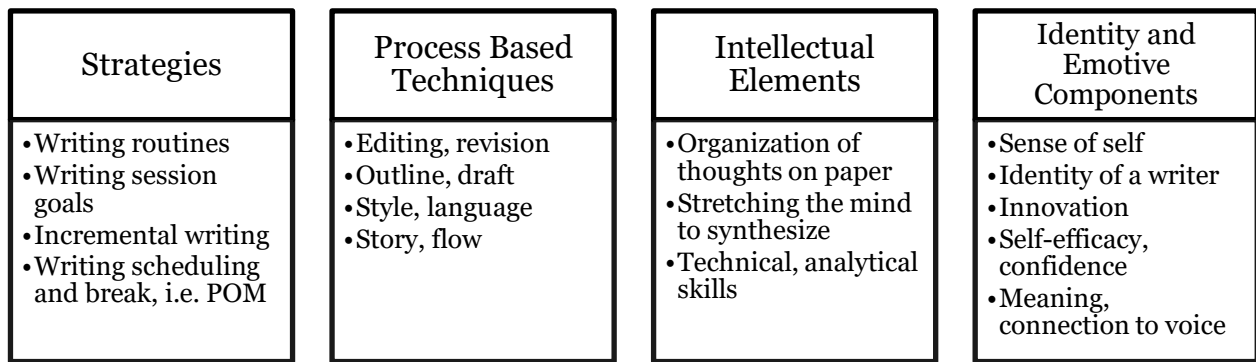 Strategies
•Writing routines
•Writing session
goals
•Incremental writing
•Writing scheduling
and break, i.e. POM
Process Based
Techniques
•Editing, revision
•Outline, draft
•Style, language
•Story, flow
Intellectual
Elements
•Organization of
thoughts on paper
•Stretching the mind
to synthesize
•Technical, analytical
skills
Identity and
Emotive
Components
•Sense of self
•Identity of a writer
•Innovation
•Self-efficacy,
confidence
•Meaning,
connection to voice